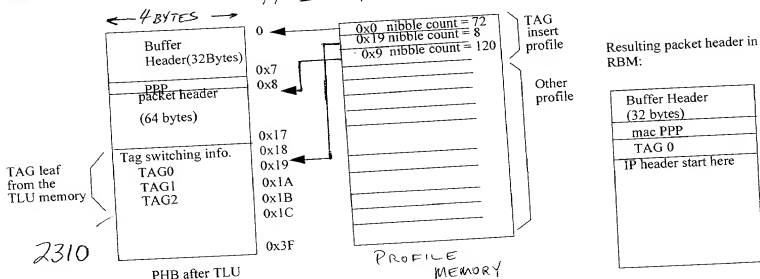 4 BYTES
Buffer
Header(32Bytes)
PPP
packet header
(64 bytes)
Tag switching info.
TAG0
TAG1
TAG2
0
0x7
0x8
0x17
0x18
0x19
0x1A
0x1B
0x1C
0x3F
TAG leaf
from the
TLU memory
2310
PHB after TLU
0x0 nibble count = 72
0x19 nibble count = 8
0x9 nibble count = 120
PROFILE
MEMORY
TAG
insert
profile
Other
profile
Resulting packet header in
RBM:
Buffer Header
(32 bytes)
mac PPP
TAG 0
IP header start here